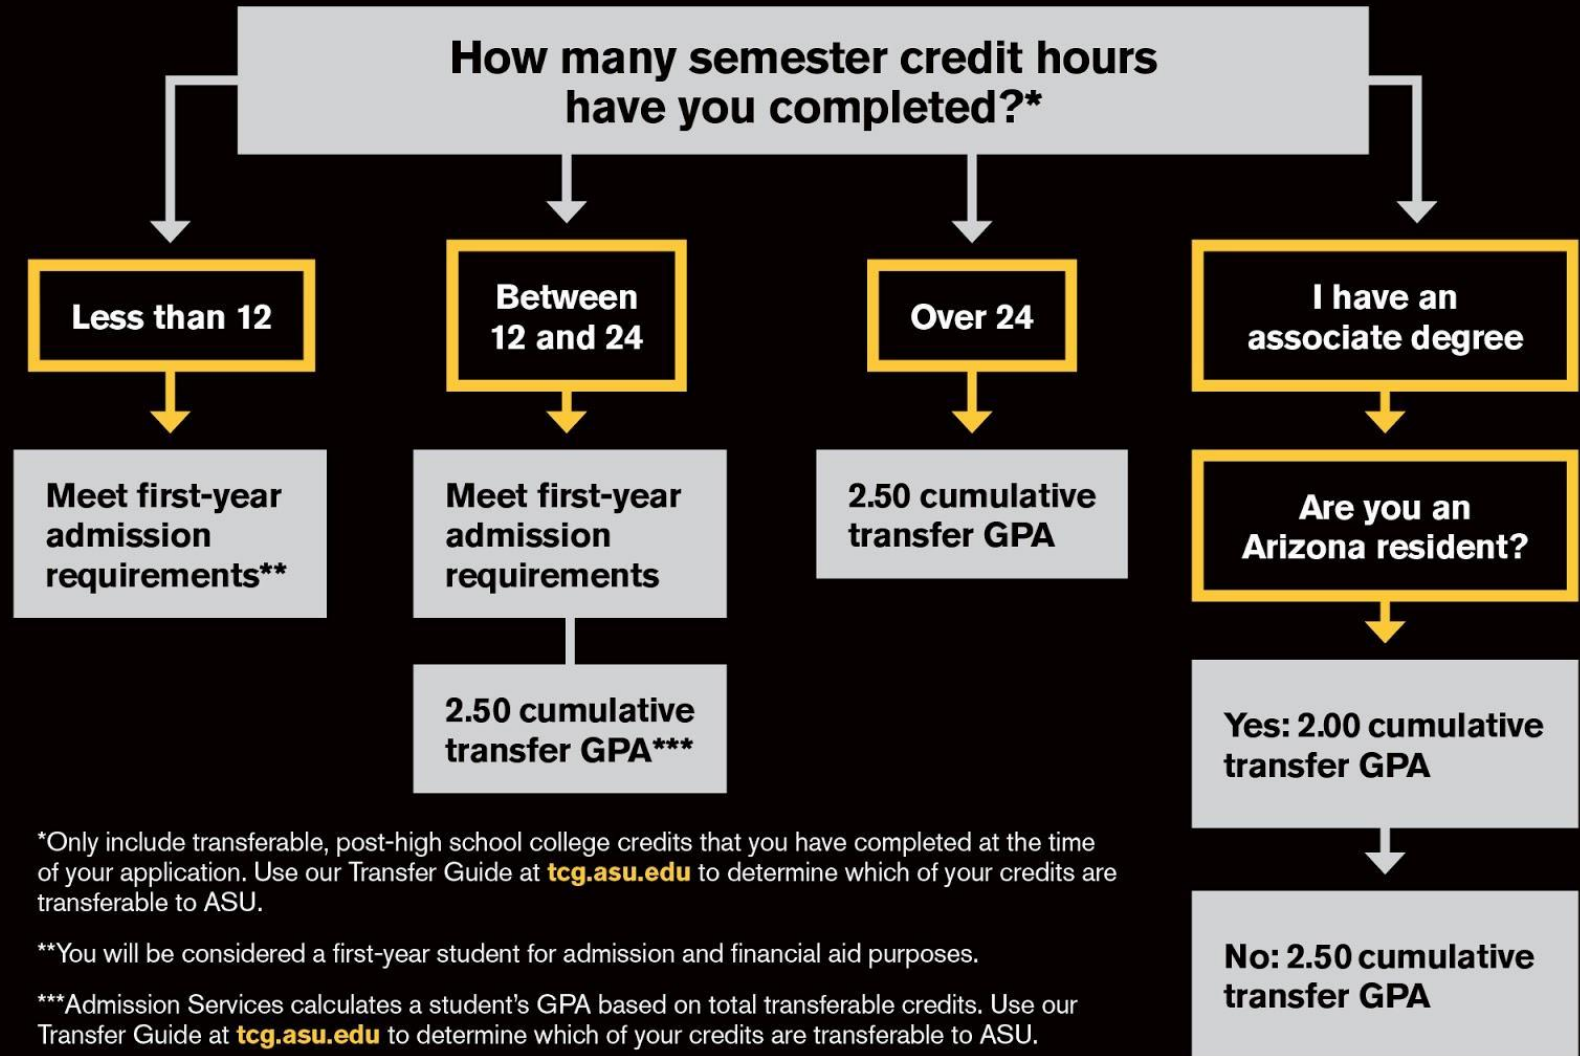 How many semester credit hours
have you completed?*
Less than 12
Meet first-year
admission
requirements**
Between
12 and 24
Meet first-year
admission
requirements
2.50 cumulative
transfer GPA***
Over 24
2.50 cumulative
transfer GPA
I have an
associate degree
Are you an
Arizona resident?
Yes: 2.00 cumulative
transfer GPA
No: 2.50 cumulative
transfer GPA
*Only include transferable, post-high school college credits that you have completed at the time
of your application. Use our Transfer Guide at tcg.asu.edu to determine which of your credits are
transferable to ASU.
**You will be considered a first-year student for admission and financial aid purposes.
***Admission Services calculates a student's GPA based on total transferable credits. Use our
Transfer Guide at tcg.asu.edu to determine which of your credits are transferable to ASU.